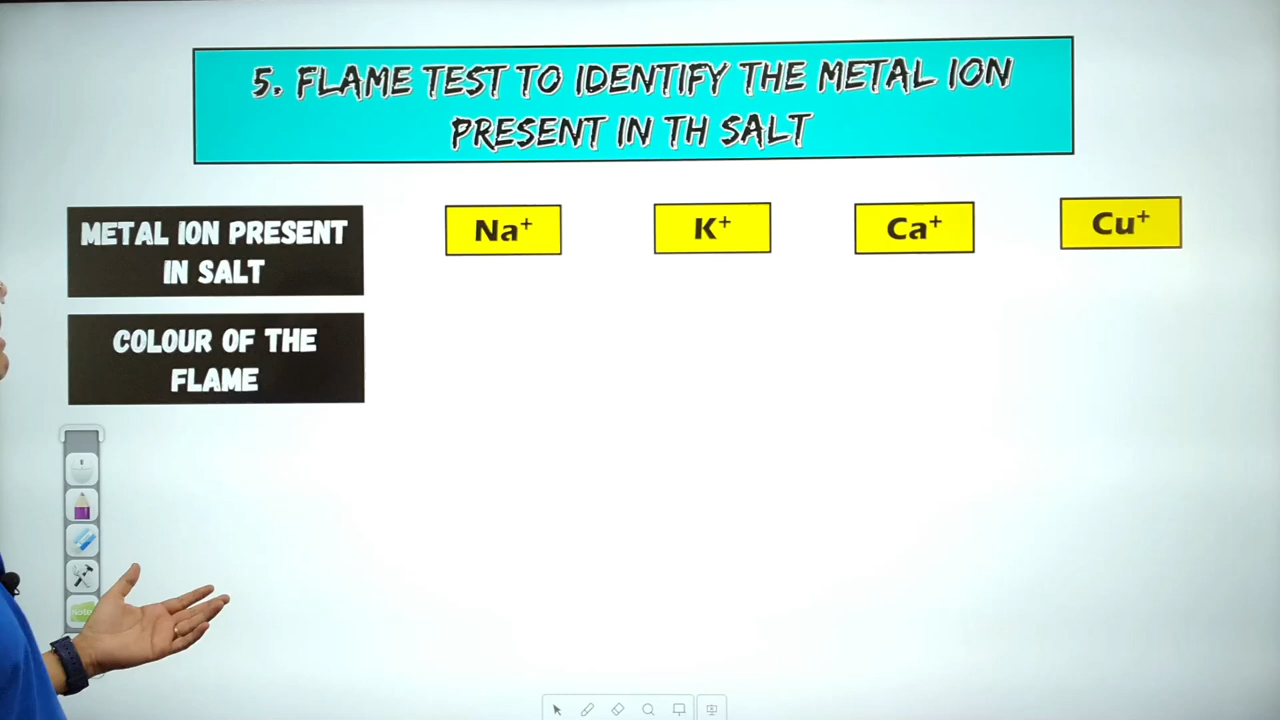 5. FLAME TEST TO IDENTIFY THE METAL ION
PRESENT IN TH SALT
METAL ION PRESENT
IN SALT
Na⁺
K⁺
Ca⁺
Cu⁺
COLOUR OF THE
FLAME
Note